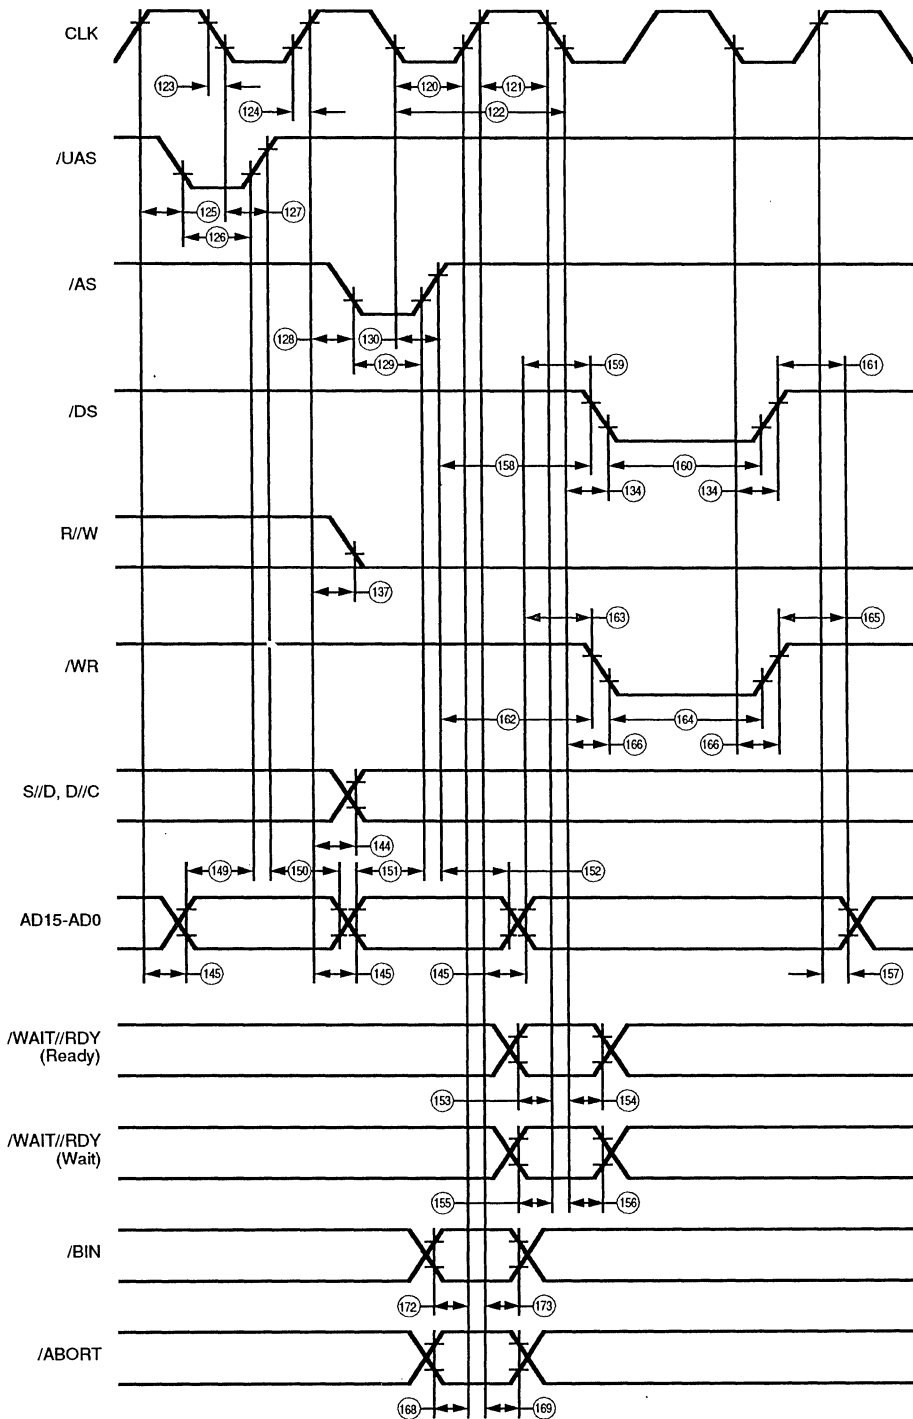 CLK
123
120
121
124
122
/UAS
125
127
126
/AS
128
130
129
159
161
/DS
158
160
134
134
R//W
137
163
165
/WR
162
164
166
166
S//D, D//C
144
149
150
151
152
AD15-AD0
145
145
145
157
/WAIT//RDY
(Ready)
153
154
/WAIT//RDY
(Wait)
155
156
/BIN
172
173
/ABORT
168
169